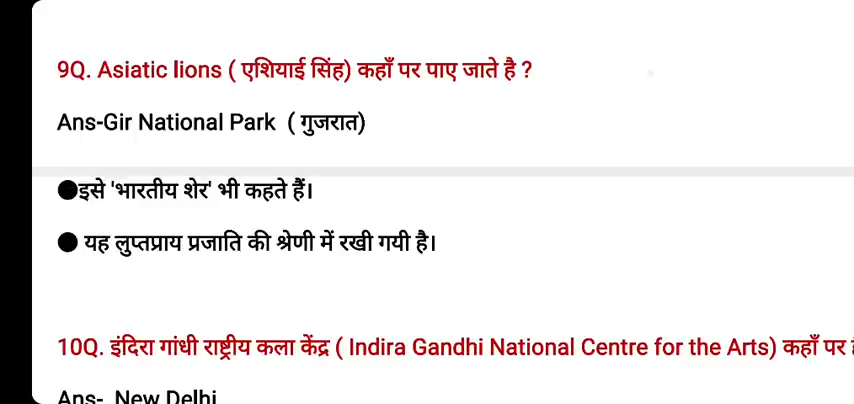 9Q. Asiatic lions ( एशियाई सिंह) कहाँ पर पाए जाते है ?
Ans-Gir National Park ( गुजरात)
●इसे 'भारतीय शेर' भी कहते हैं।
● यह लुप्तप्राय प्रजाति की श्रेणी में रखी गयी है।
10Q. इंदिरा गांधी राष्ट्रीय कला केंद्र ( Indira Gandhi National Centre for the Arts) कहाँ पर
Ans- New Delhi